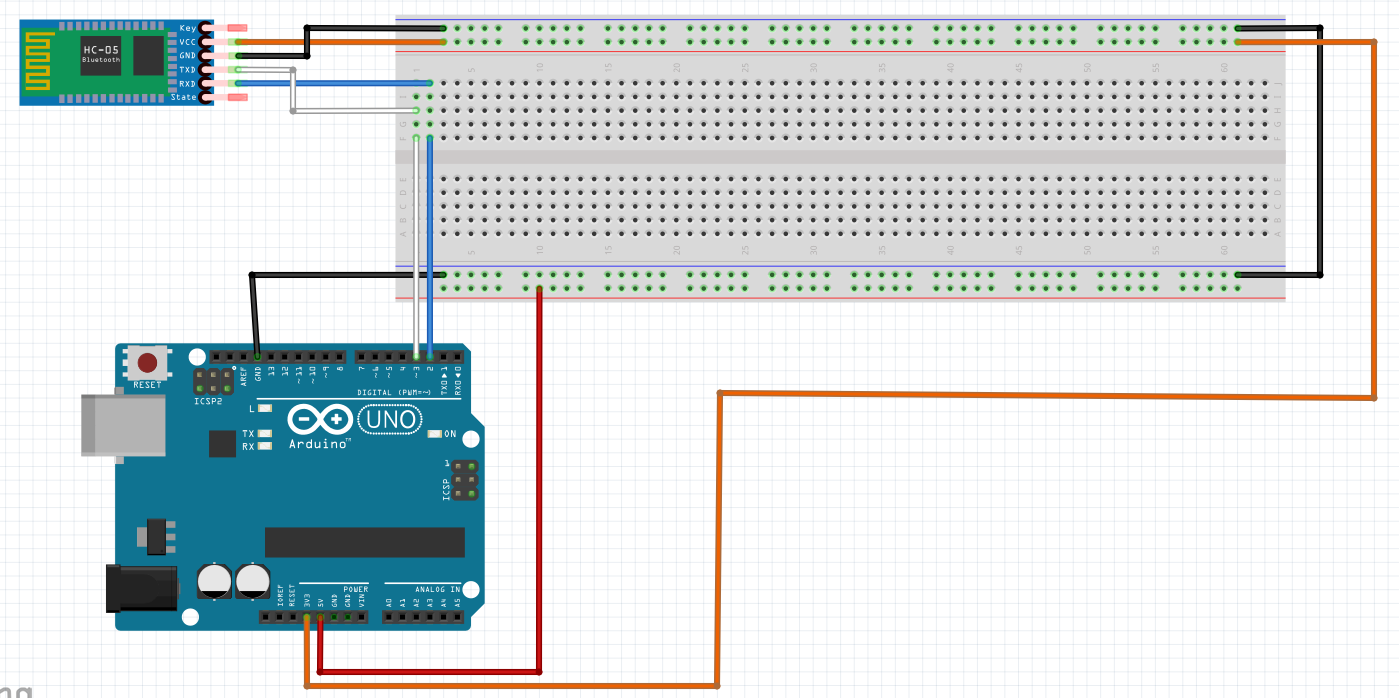 Key
VCC
GND
TXD
RXD
State
HC-05
Bluetooth
1 5 10 15 20 25 30 35 40 45 50 55 60
J J
I I
H H
G G
F F
E E
D D
C C
B B
A A
5 10 15 20 25 30 35 40 45 50 55 60
RESET
ICSP2
AREF GND 13 12 ~11 ~10 ~9 8 7 ~6 ~5 4 ~3 2 TX0▶1 RX0◀0
DIGITAL (PWM=~)
L
TX
RX
Arduino™
UNO
ON
1
ICSP
IOREF RESET 3V3 5V GND GND VIN
POWER
A0 A1 A2 A3 A4 A5
ANALOG IN